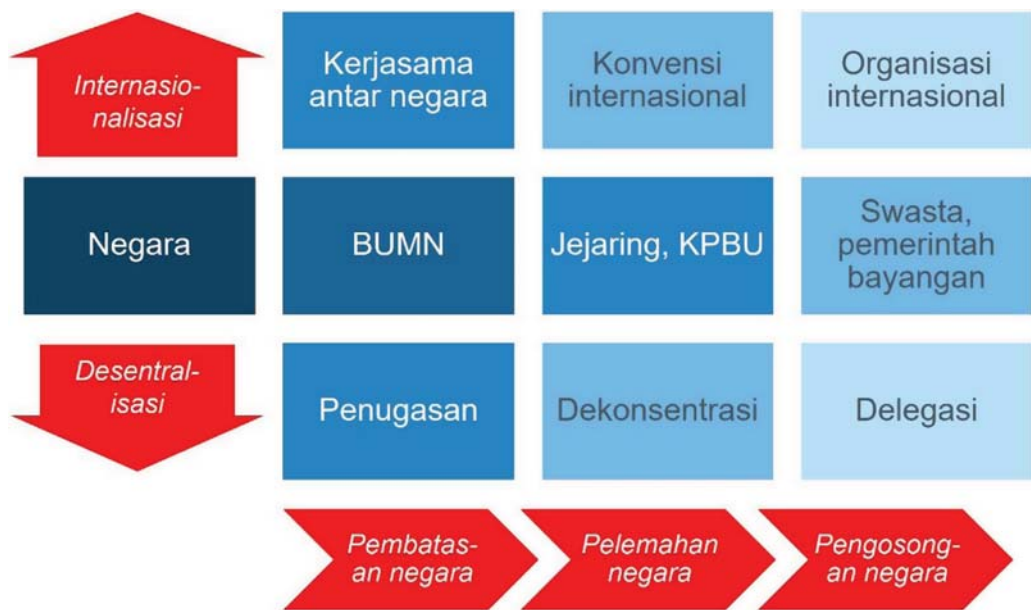 Internasio-
nalisasi
Kerjasama
antar negara
Konvensi
internasional
Organisasi
internasional
Negara
BUMN
Jejaring, KPBU
Swasta,
pemerintah
bayangan
Desentral-
isasi
Penugasan
Dekonsentrasi
Delegasi
Pembatas-
an negara
Pelemahan
negara
Pengosong-
an negara